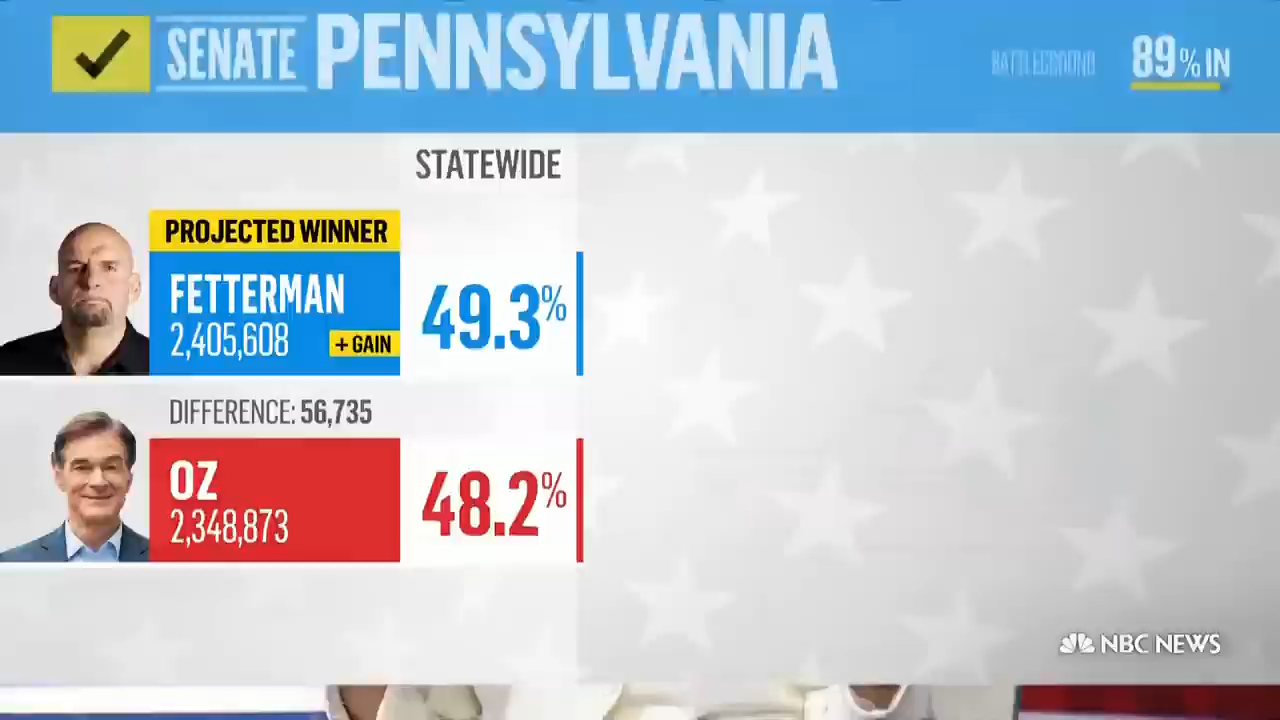 SENATE PENNSYLVANIA
BATTLEGROUND
89% IN
STATEWIDE
PROJECTED WINNER
FETTERMAN
2,405,608
+ GAIN
49.3%
DIFFERENCE: 56,735
OZ
2,348,873
48.2%
NBC NEWS